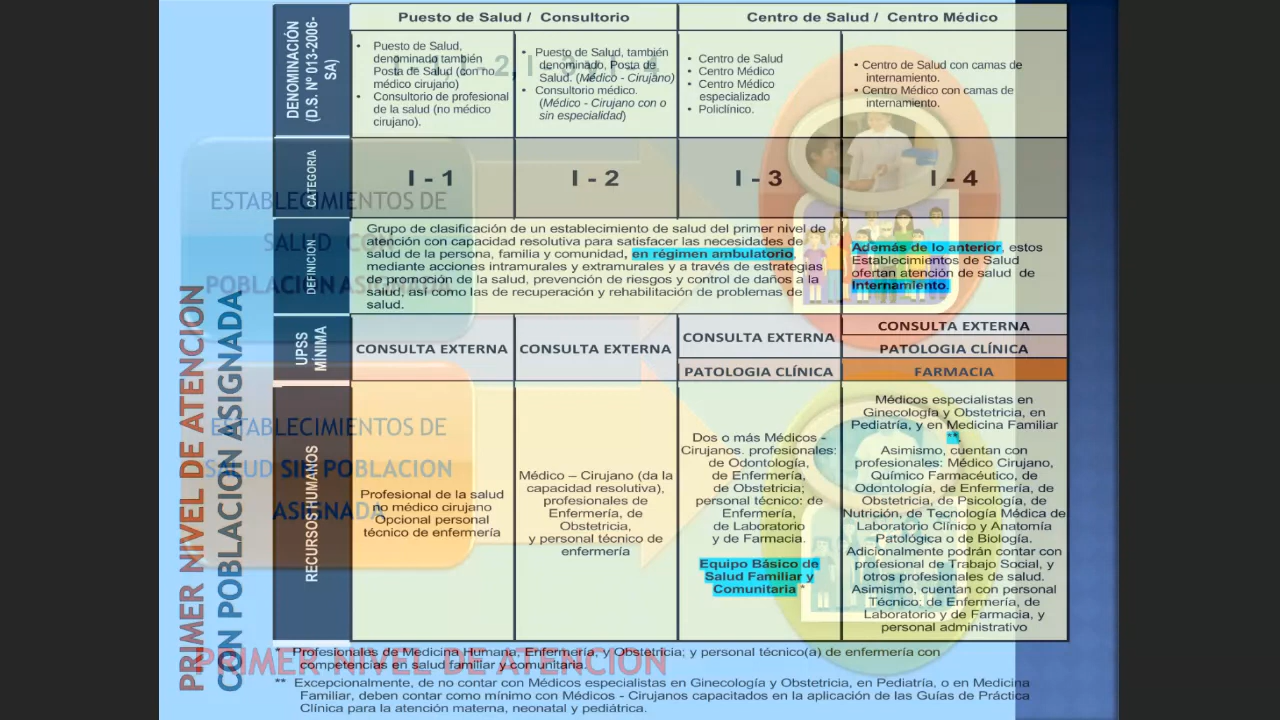 DENOMINACIÓN
(D.S. Nº 013-2006-
SA)
Puesto de Salud / Consultorio
Centro de Salud / Centro Médico
• Puesto de Salud,
denominado también
Posta de Salud (con no
médico cirujano)
• Consultorio de profesional
de la salud (no médico
cirujano).
• Puesto de Salud, también
denominado, Posta de
Salud. (Médico - Cirujano)
• Consultorio médico.
(Médico - Cirujano con o
sin especialidad)
• Centro de Salud
• Centro Médico
• Centro Médico
especializado
• Policlínico.
• Centro de Salud con camas de
internamiento.
• Centro Médico con camas de
internamiento.
CATEGORIA
I - 1
I - 2
I - 3
I - 4
DEFINICION
Grupo de clasificación de un establecimiento de salud del primer nivel de
atención con capacidad resolutiva para satisfacer las necesidades de
salud de la persona, familia y comunidad, en régimen ambulatorio,
mediante acciones intramurales y extramurales y a través de estrategias
de promoción de la salud, prevención de riesgos y control de daños a la
salud, así como las de recuperación y rehabilitación de problemas de
salud.
Además de lo anterior, estos
Establecimientos de Salud
ofertan atención de salud de
Internamiento.
UPSS
MÍNIMA
CONSULTA EXTERNA
CONSULTA EXTERNA
CONSULTA EXTERNA
PATOLOGIA CLÍNICA
CONSULTA EXTERNA
PATOLOGIA CLÍNICA
FARMACIA
RECURSOS HUMANOS
Profesional de la salud
no médico cirujano
Opcional personal
técnico de enfermería
Médico – Cirujano (da la
capacidad resolutiva),
profesionales de
Enfermería, de
Obstetricia,
y personal técnico de
enfermería
Dos o más Médicos -
Cirujanos. profesionales:
de Odontología,
de Enfermería,
de Obstetricia;
personal técnico: de
Enfermería,
de Laboratorio
y de Farmacia.
Equipo Básico de
Salud Familiar y
Comunitaria *
Médicos especialistas en
Ginecología y Obstetricia, en
Pediatría, y en Medicina Familiar
**.
Asimismo, cuentan con
profesionales: Médico Cirujano,
Químico Farmacéutico, de
Odontología, de Enfermería, de
Obstetricia, de Psicología, de
Nutrición, de Tecnología Médica de
Laboratorio Clínico y Anatomía
Patológica o de Biología.
Adicionalmente podrán contar con
profesional de Trabajo Social, y
otros profesionales de salud.
Asimismo, cuentan con personal
Técnico: de Enfermería, de
Laboratorio y de Farmacia, y
personal administrativo
* Profesionales de Medicina Humana, Enfermería, y Obstetricia; y personal técnico(a) de enfermería con
competencias en salud familiar y comunitaria.
** Excepcionalmente, de no contar con Médicos especialistas en Ginecología y Obstetricia, en Pediatría, o en Medicina
Familiar, deben contar como mínimo con Médicos - Cirujanos capacitados en la aplicación de las Guías de Práctica
Clínica para la atención materna, neonatal y pediátrica.
PRIMER NIVEL DE ATENCION
CON POBLACION ASIGNADA
ESTABLECIMIENTOS DE
SALUD CON
POBLACION ASIGNADA
ESTABLECIMIENTOS DE
SALUD SIN POBLACION
ASIGNADA
PRIMER NIVEL DE ATENCION